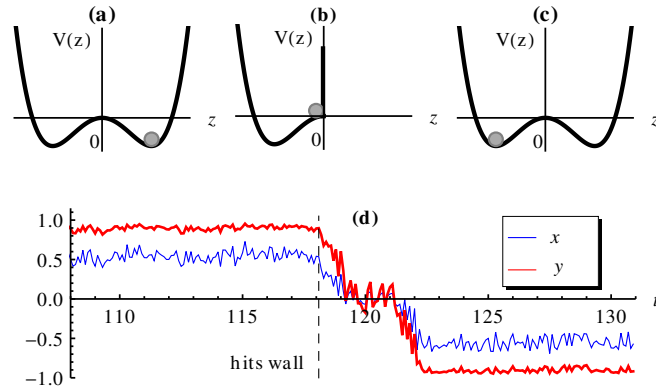 (a)
V(z)
z
0
(b)
V(z)
z
0
(c)
V(z)
z
0
(d)
1.0
0.5
0.0
−0.5
−1.0
110
115
120
125
130
hits wall
x
y